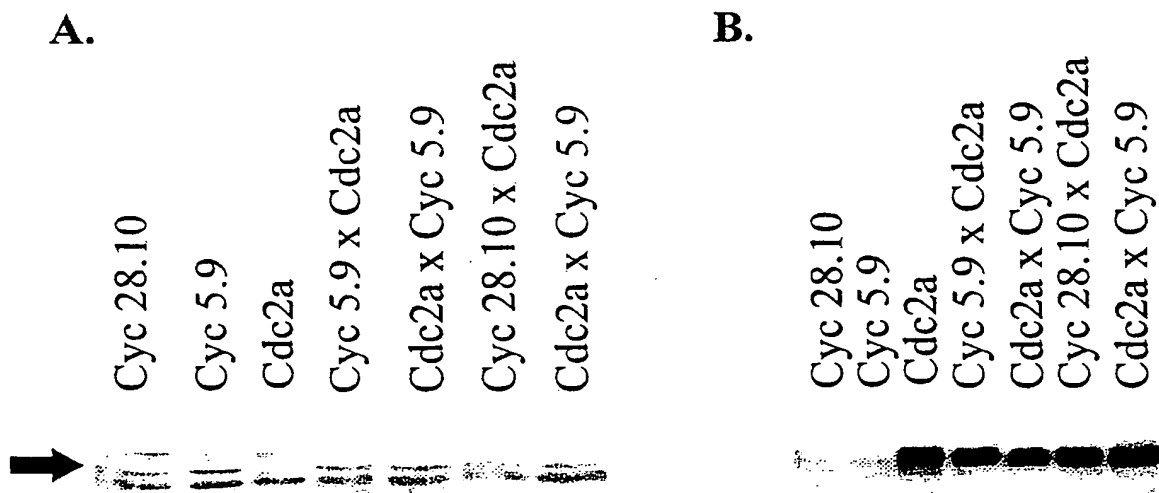 A.
Cyc 28.10
Cyc 5.9
Cdc2a
Cyc 5.9 x Cdc2a
Cdc2a x Cyc 5.9
Cyc 28.10 x Cdc2a
Cdc2a x Cyc 5.9
B.
Cyc 28.10
Cyc 5.9
Cdc2a
Cyc 5.9 x Cdc2a
Cdc2a x Cyc 5.9
Cyc 28.10 x Cdc2a
Cdc2a x Cyc 5.9